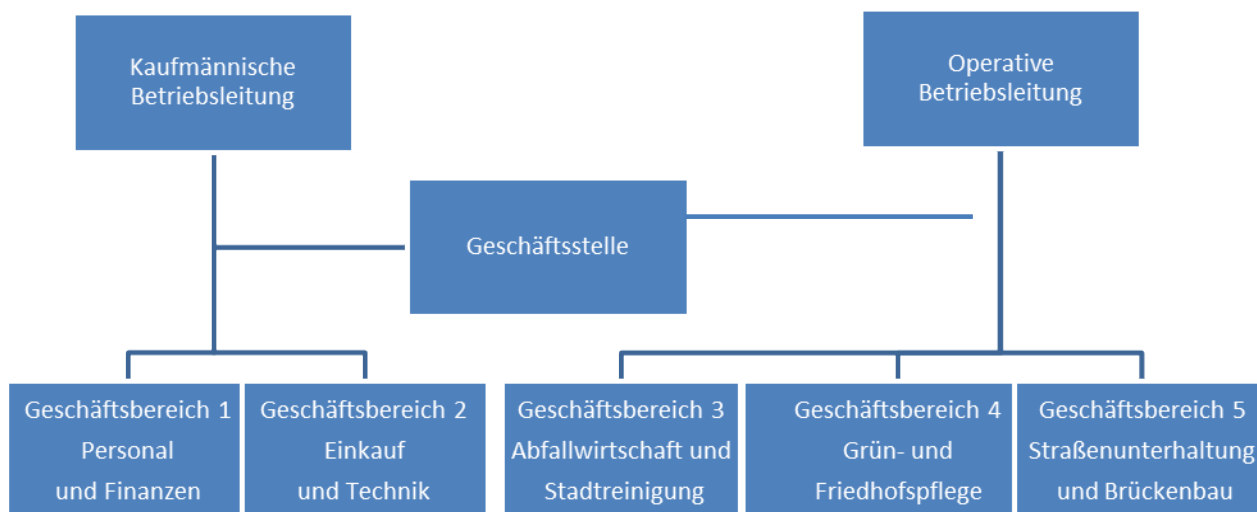 Kaufmännische
Betriebsleitung
Operative
Betriebsleitung
Geschäftsstelle
Geschäftsbereich 1
Personal
und Finanzen
Geschäftsbereich 2
Einkauf
und Technik
Geschäftsbereich 3
Abfallwirtschaft und
Stadtreinigung
Geschäftsbereich 4
Grün- und
Friedhofspflege
Geschäftsbereich 5
Straßenunterhaltung
und Brückenbau